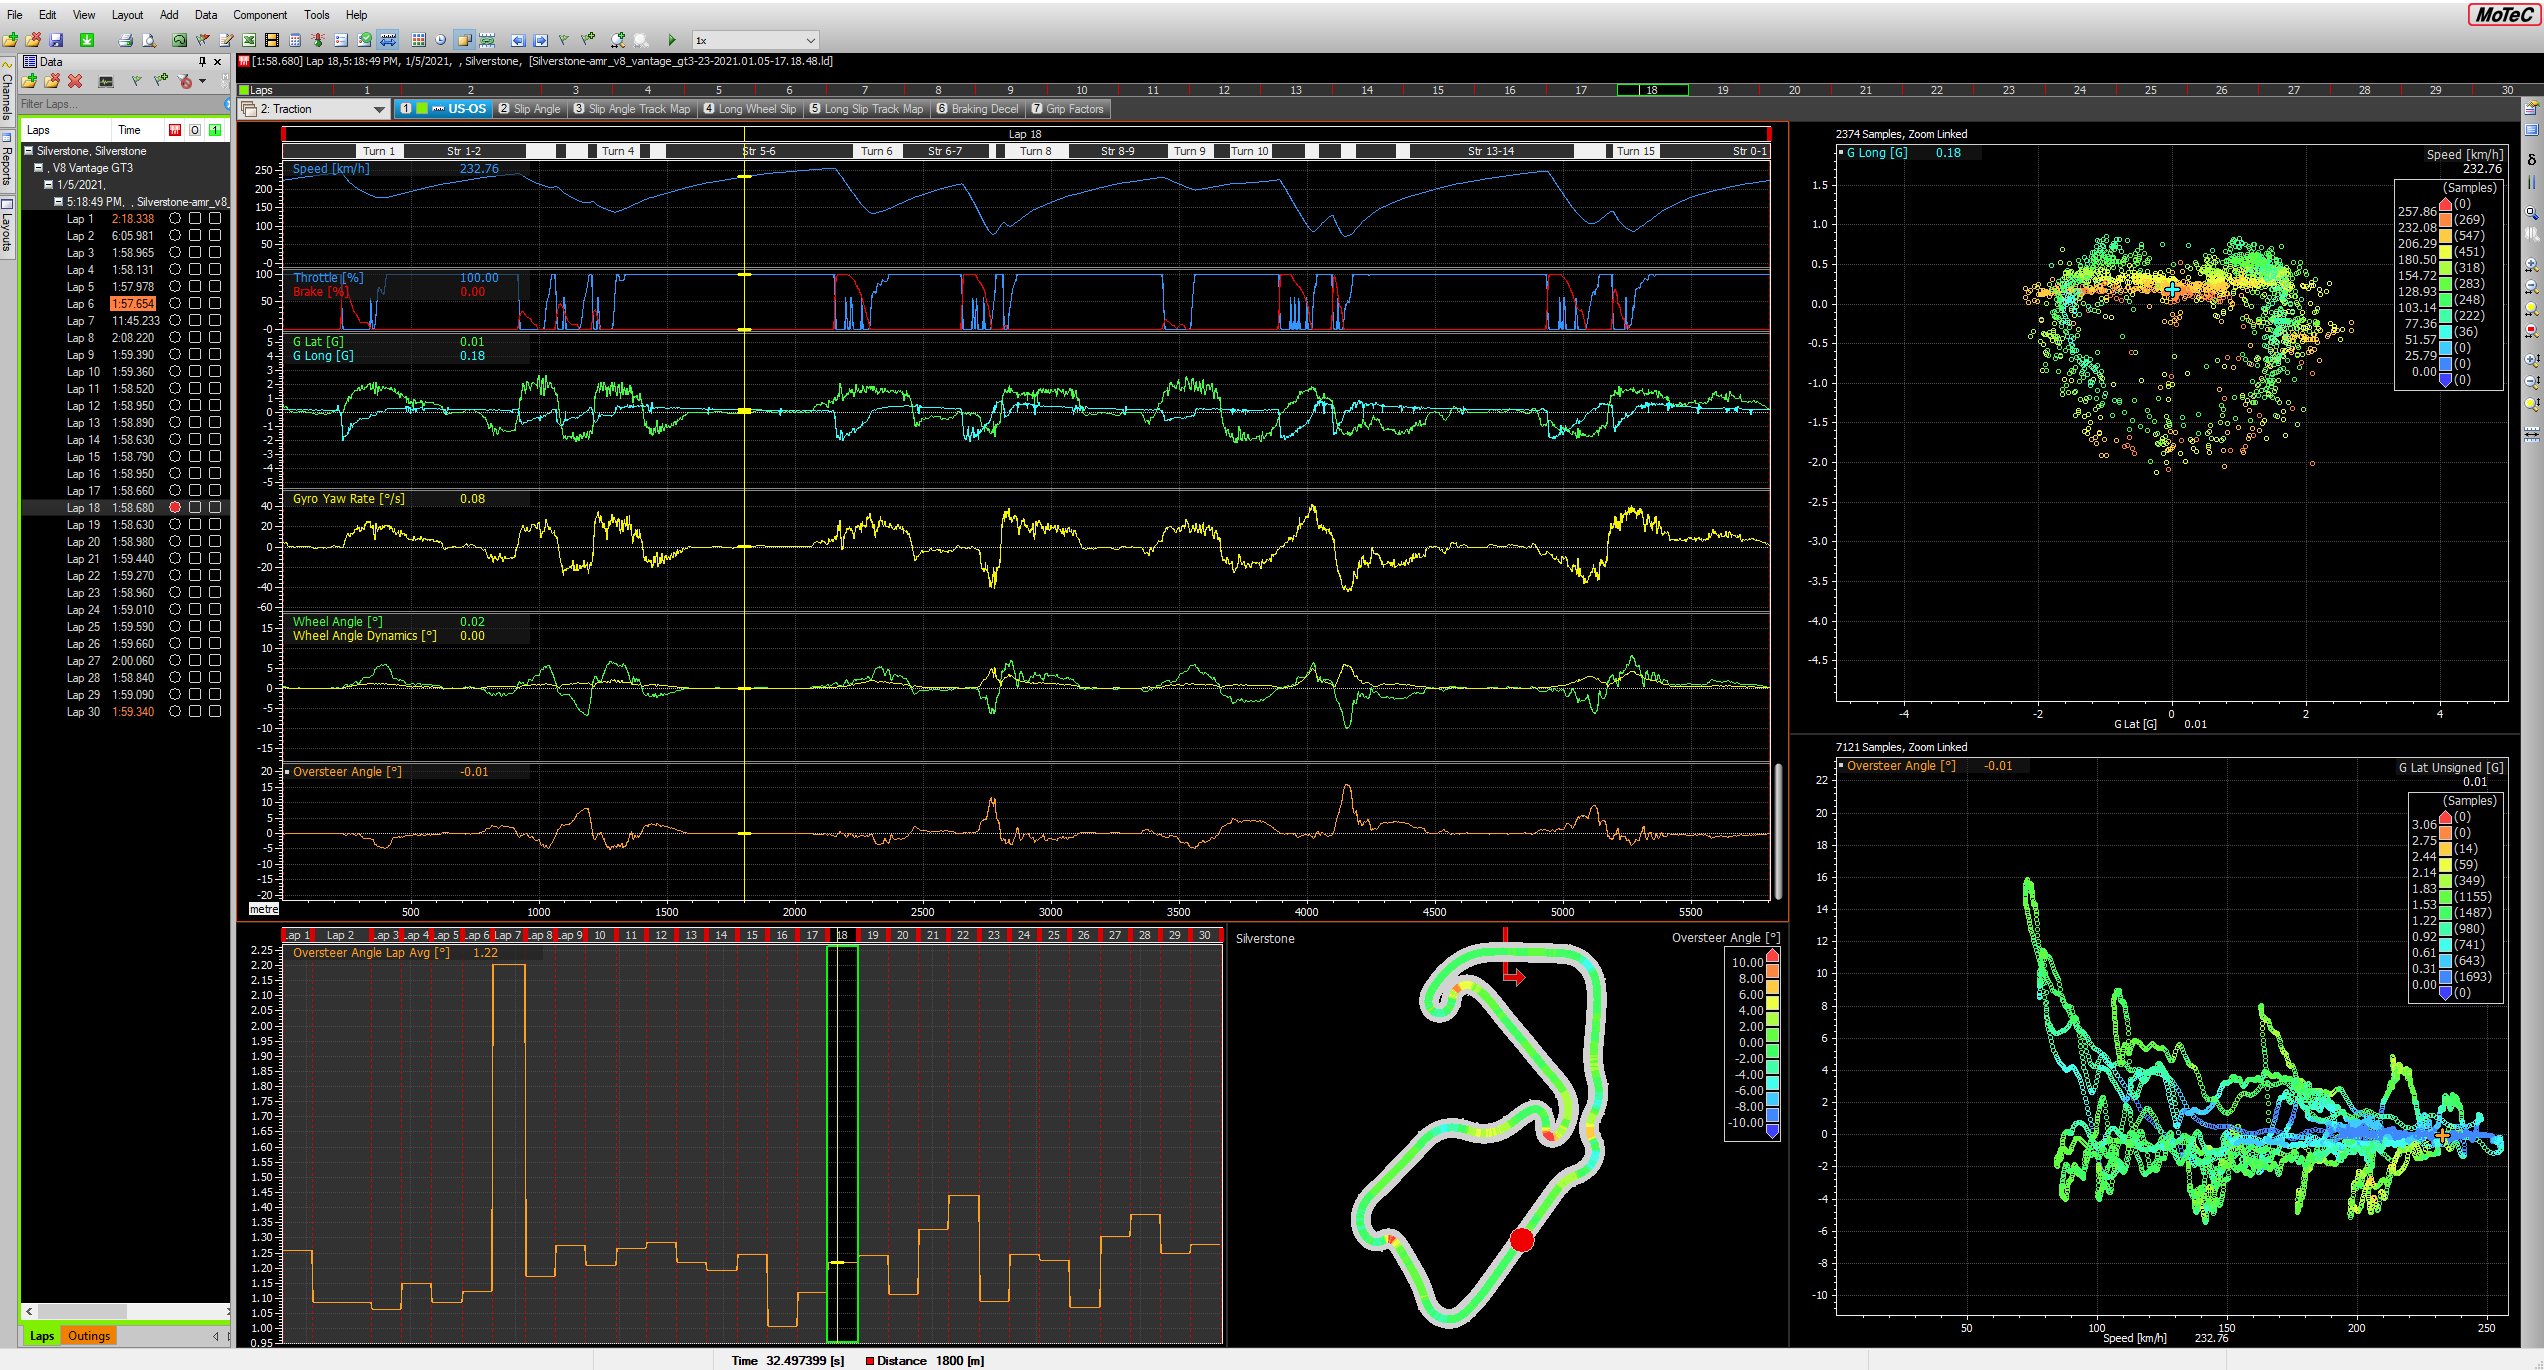 File Edit View Layout Add Data Component Tools Help
MoTeC
1x
Data
[1:58.680] Lap 18,5:18:49 PM, 1/5/2021, , Silverstone, [Silverstone-amr_v8_vantage_gt3-23-2021.01.05-17.18.48.ld]
Channels
Reports
Layouts
Filter Laps...
Laps 1 2 3 4 5 6 7 8 9 10 11 12 13 14 15 16 17 18 19 20 21 22 23 24 25 26 27 28 29 30
2: Traction
1 US-OS 2 Slip Angle 3 Slip Angle Track Map 4 Long Wheel Slip 5 Long Slip Track Map 6 Braking Decel 7 Grip Factors
Laps Time O 1
Silverstone, Silverstone
, V8 Vantage GT3
1/5/2021,
5:18:49 PM, , Silverstone-amr_v8_
Lap 1 2:18.338
Lap 2 6:05.981
Lap 3 1:58.965
Lap 4 1:58.131
Lap 5 1:57.978
Lap 6 1:57.654
Lap 7 11:45.233
Lap 8 2:08.220
Lap 9 1:59.390
Lap 10 1:59.360
Lap 11 1:58.520
Lap 12 1:58.950
Lap 13 1:58.890
Lap 14 1:58.630
Lap 15 1:58.790
Lap 16 1:58.950
Lap 17 1:58.660
Lap 18 1:58.680
Lap 19 1:58.630
Lap 20 1:58.980
Lap 21 1:59.440
Lap 22 1:59.270
Lap 23 1:58.960
Lap 24 1:59.010
Lap 25 1:59.590
Lap 26 1:59.660
Lap 27 2:00.060
Lap 28 1:58.840
Lap 29 1:59.090
Lap 30 1:59.340
Laps Outings
Lap 18
Turn 1 Str 1-2 Turn 4 Str 5-6 Turn 6 Str 6-7 Turn 8 Str 8-9 Turn 9 Turn 10 Str 13-14 Turn 15 Str 0-1
Speed [km/h] 232.76
250
200
150
100
50
-0
Throttle [%] 100.00
Brake [%] 0.00
100
50
-0
G Lat [G] 0.01
G Long [G] 0.18
5
4
3
2
1
0
-1
-2
-3
-4
-5
Gyro Yaw Rate [°/s] 0.08
40
20
0
-20
-40
-60
Wheel Angle [°] 0.02
Wheel Angle Dynamics [°] 0.00
15
10
5
0
-5
-10
-15
Oversteer Angle [°] -0.01
20
15
10
5
0
-5
-10
-15
-20
metre 500 1000 1500 2000 2500 3000 3500 4000 4500 5000 5500
Lap 1 Lap 2 Lap 3 Lap 4 Lap 5 Lap 6 Lap 7 Lap 8 Lap 9 10 11 12 13 14 15 16 17 18 19 20 21 22 23 24 25 26 27 28 29 30
Oversteer Angle Lap Avg [°] 1.22
2.25
2.20
2.15
2.10
2.05
2.00
1.95
1.90
1.85
1.80
1.75
1.70
1.65
1.60
1.55
1.50
1.45
1.40
1.35
1.30
1.25
1.20
1.15
1.10
1.05
1.00
0.95
Silverstone
Oversteer Angle [°]
10.00
8.00
6.00
4.00
2.00
0.00
-2.00
-4.00
-6.00
-8.00
-10.00
2374 Samples, Zoom Linked
G Long [G] 0.18
Speed [km/h]
232.76
(Samples)
(0)
257.86 (269)
232.08 (547)
206.29 (451)
180.50 (318)
154.72 (283)
128.93 (248)
103.14 (222)
77.36 (36)
51.57 (0)
25.79 (0)
0.00 (0)
1.5
1.0
0.5
0.0
-0.5
-1.0
-1.5
-2.0
-2.5
-3.0
-3.5
-4.0
-4.5
-4 -2 0 2 4
G Lat [G] 0.01
7121 Samples, Zoom Linked
Oversteer Angle [°] -0.01
G Lat Unsigned [G]
0.01
(Samples)
(0)
3.06 (0)
2.75 (14)
2.44 (59)
2.14 (349)
1.83 (1155)
1.53 (1487)
1.22 (980)
0.92 (741)
0.61 (643)
0.31 (1693)
0.00 (0)
22
20
18
16
14
12
10
8
6
4
2
0
-2
-4
-6
-8
-10
50 100 150 200 250
Speed [km/h] 232.76
Time 32.497399 [s] Distance 1800 [m]